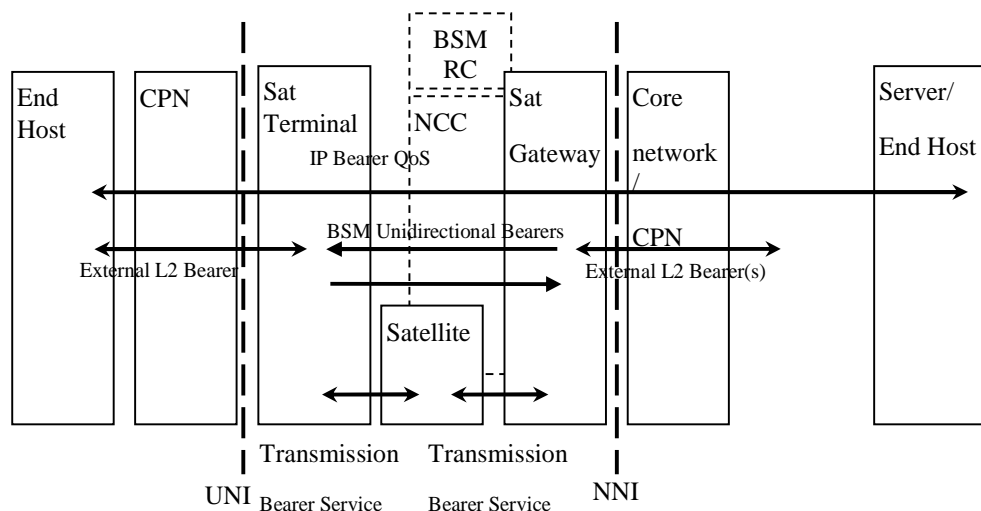 BSM
RC
End
Host
CPN
Sat
Terminal
NCC
Sat
Gateway
Core
network
/
CPN
Server/
End Host
IP Bearer QoS
BSM Unidirectional Bearers
External L2 Bearer
External L2 Bearer(s)
Satellite
Transmission
Bearer Service
Transmission
Bearer Service
UNI
NNI